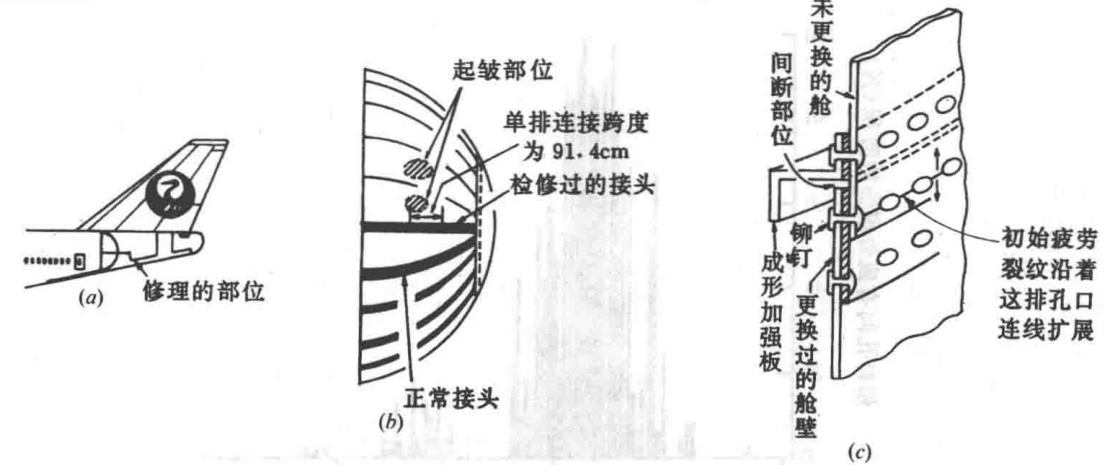 (a)
修理的部位
起皱部位
单排连接跨度
为91.4cm
检修过的接头
正常接头
(b)
未更换的舱
间断部位
铆钉
成形加强板
更换过的舱壁
初始疲劳
裂纹沿着
这排孔口
连线扩展
(c)